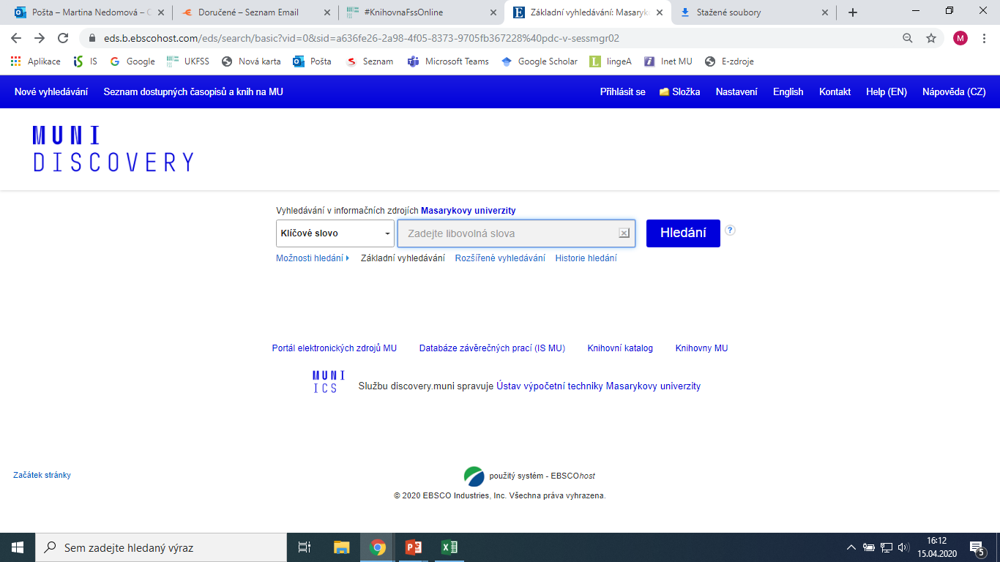 Pošta – Martina Nedomová – O
Doručené – Seznam Email
#KnihovnaFssOnline
Základní vyhledávání: Masaryk
Stažené soubory
eds.b.ebscohost.com/eds/search/basic?vid=0&sid=a636fe26-2a98-4f05-8373-9705fb367228%40pdc-v-sessmgr02
M
Aplikace IS Google UKFSS Nová karta Pošta Seznam Microsoft Teams Google Scholar lingeA Inet MU E-zdroje
Nové vyhledávání Seznam dostupných časopisů a knih na MU Přihlásit se Složka Nastavení English Kontakt Help (EN) Nápověda (CZ)
MUNI
DISCOVERY
Vyhledávání v informačních zdrojích Masarykovy univerzity
Klíčové slovo Zadejte libovolná slova Hledání ?
Možnosti hledání Základní vyhledávání Rozšířené vyhledávání Historie hledání
Portál elektronických zdrojů MU Databáze závěrečných prací (IS MU) Knihovní katalog Knihovny MU
MUNI
ICS
Službu discovery.muni spravuje Ústav výpočetní techniky Masarykovy univerzity
Začátek stránky
použitý systém - EBSCOhost
© 2020 EBSCO Industries, Inc. Všechna práva vyhrazena.
Sem zadejte hledaný výraz
16:12
15.04.2020
5